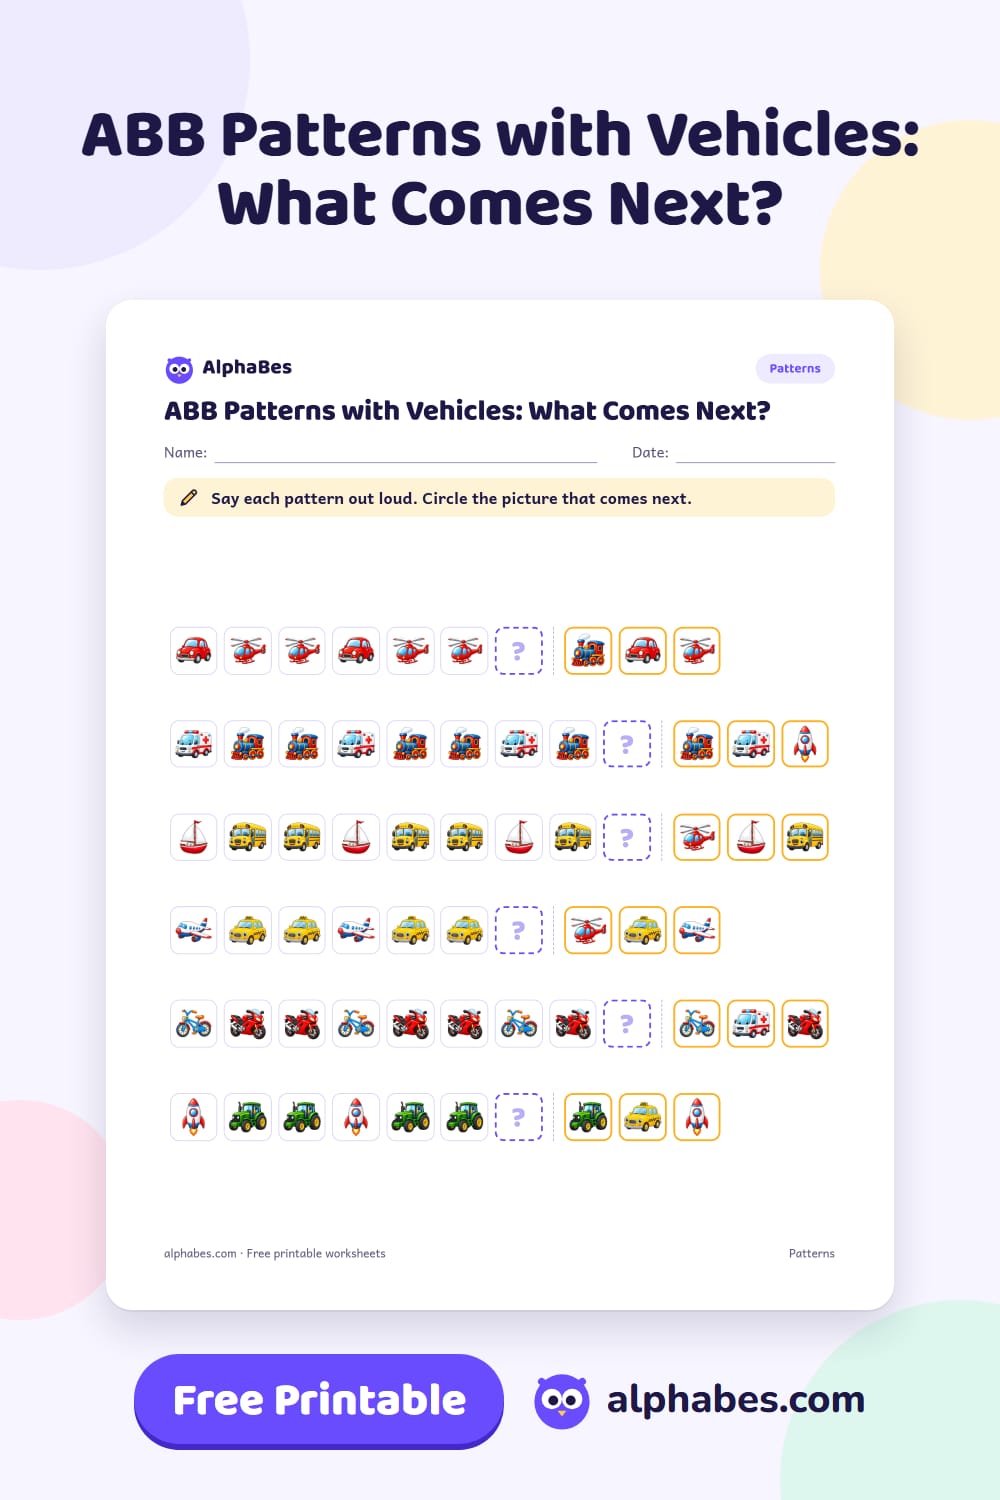 ABB Patterns with Vehicles:
What Comes Next?
AlphaBes
Patterns
ABB Patterns with Vehicles: What Comes Next?
Name:
Date:
Say each pattern out loud. Circle the picture that comes next.
?
?
?
?
?
?
alphabes.com · Free printable worksheets
Patterns
Free Printable
alphabes.com